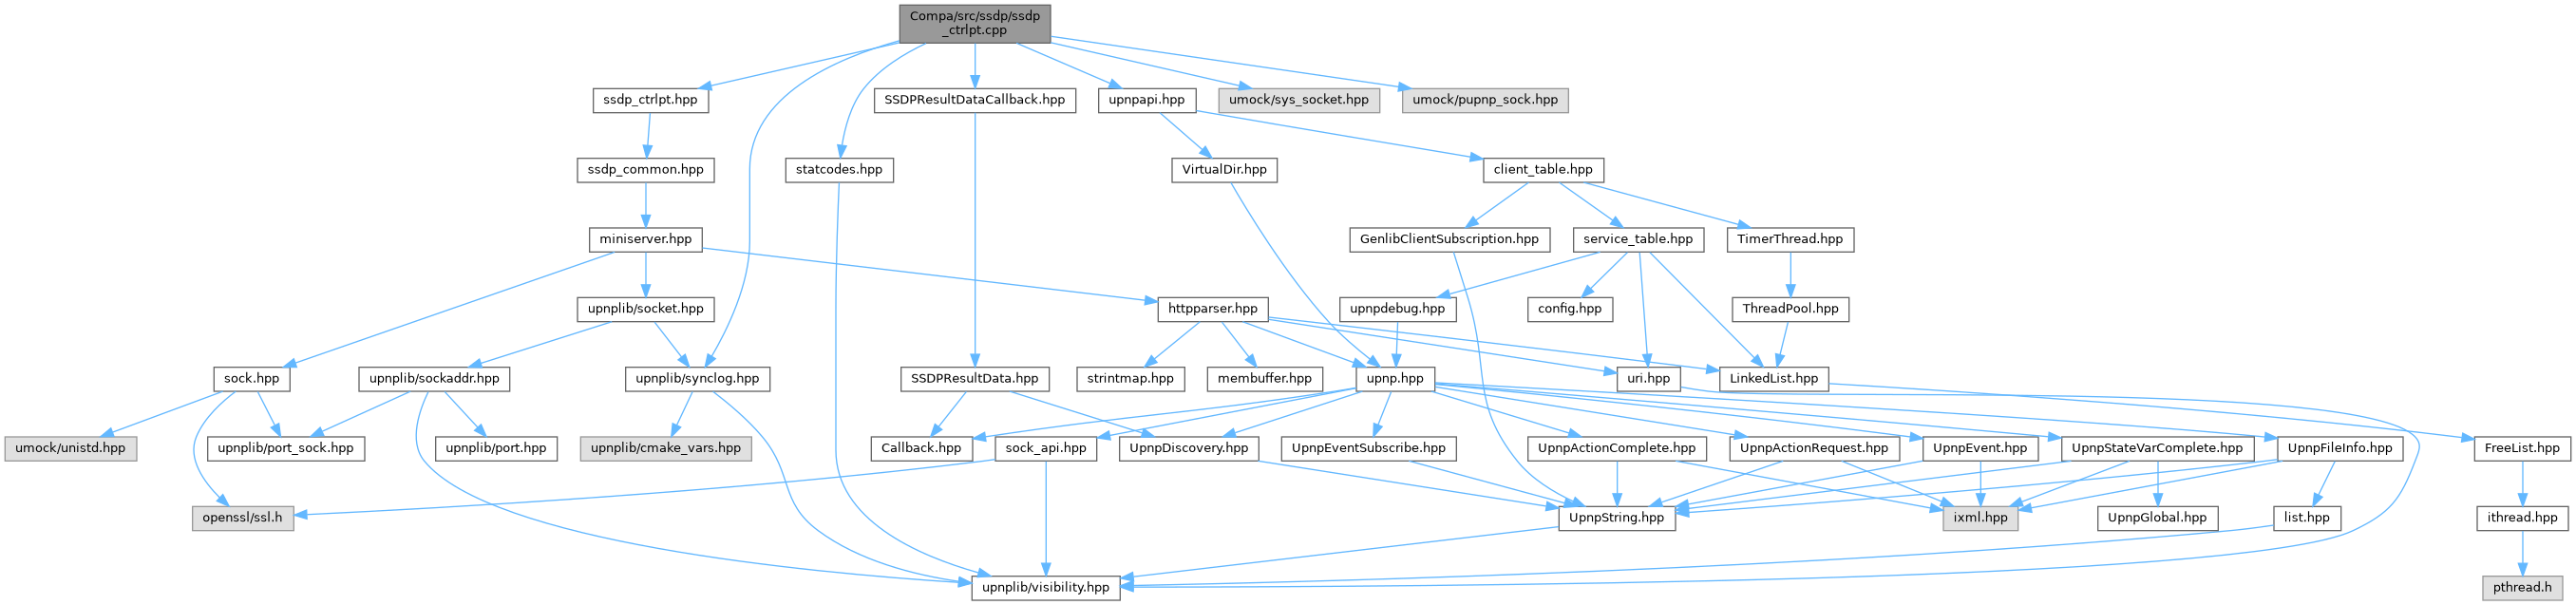 Compa/src/ssdp/ssdp
_ctrlpt.cpp
ssdp_ctrlpt.hpp
SSDPResultDataCallback.hpp
upnpapi.hpp
umock/sys_socket.hpp
umock/pupnp_sock.hpp
ssdp_common.hpp
statcodes.hpp
VirtualDir.hpp
client_table.hpp
miniserver.hpp
GenlibClientSubscription.hpp
service_table.hpp
TimerThread.hpp
upnplib/socket.hpp
httpparser.hpp
upnpdebug.hpp
config.hpp
ThreadPool.hpp
sock.hpp
upnplib/sockaddr.hpp
upnplib/synclog.hpp
SSDPResultData.hpp
strintmap.hpp
membuffer.hpp
upnp.hpp
uri.hpp
LinkedList.hpp
umock/unistd.hpp
upnplib/port_sock.hpp
upnplib/port.hpp
upnplib/cmake_vars.hpp
Callback.hpp
sock_api.hpp
UpnpDiscovery.hpp
UpnpEventSubscribe.hpp
UpnpActionComplete.hpp
UpnpActionRequest.hpp
UpnpEvent.hpp
UpnpStateVarComplete.hpp
UpnpFileInfo.hpp
FreeList.hpp
openssl/ssl.h
UpnpString.hpp
ixml.hpp
UpnpGlobal.hpp
list.hpp
ithread.hpp
upnplib/visibility.hpp
pthread.h